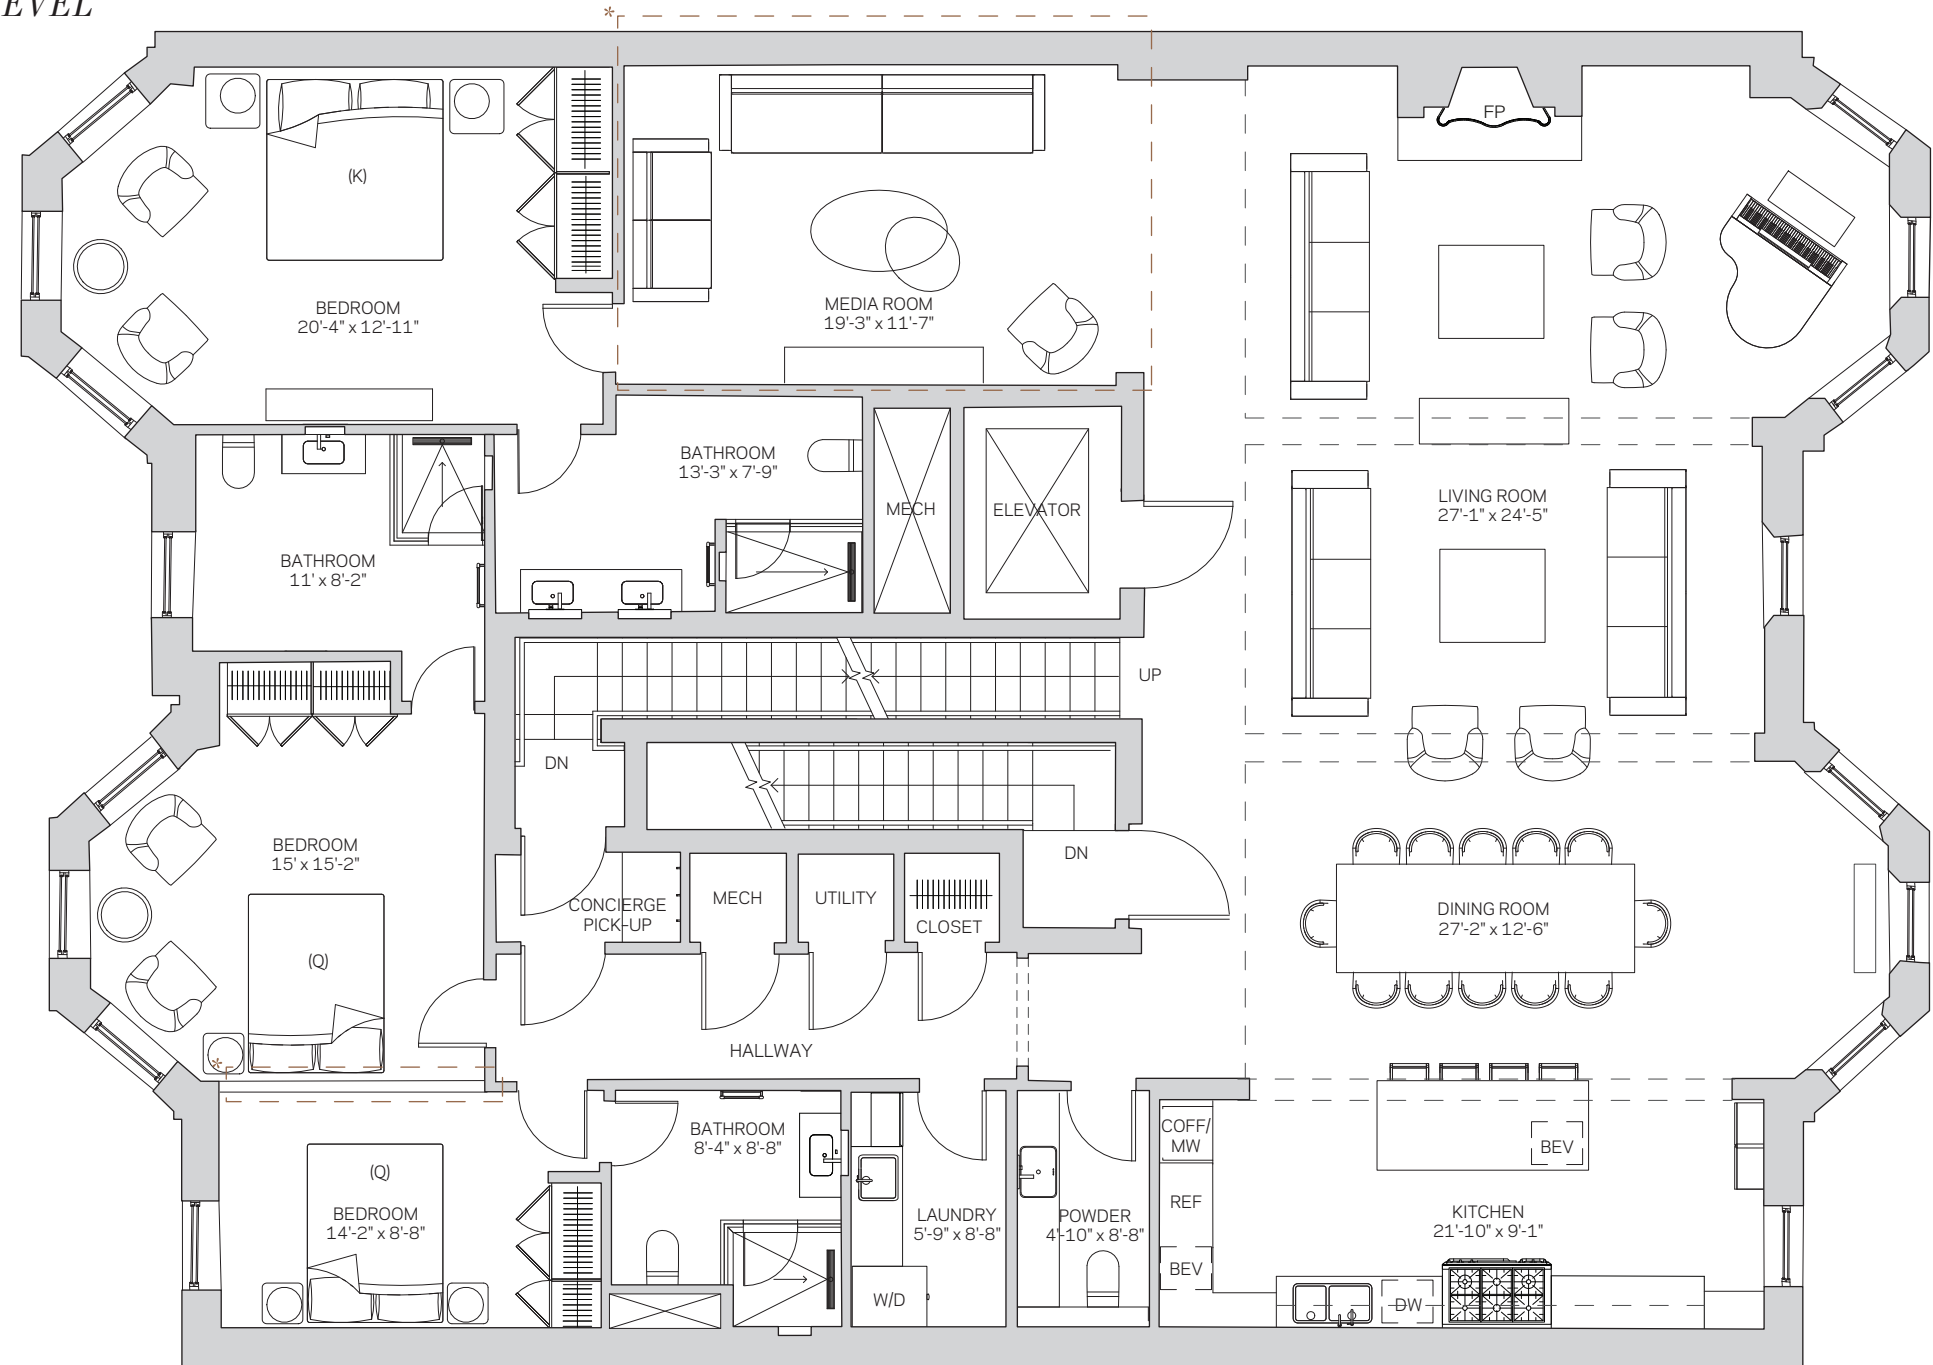 EVEL
*
FP
(K)
BEDROOM
20'-4" x 12'-11"
MEDIA ROOM
19'-3" x 11'-7"
BATHROOM
13'-3" x 7'-9"
MECH
ELEVATOR
LIVING ROOM
27'-1" x 24'-5"
BATHROOM
11' x 8'-2"
UP
DN
BEDROOM
15' x 15'-2"
DN
CONCIERGE
PICK-UP
MECH
UTILITY
CLOSET
DINING ROOM
27'-2" x 12'-6"
(Q)
HALLWAY
*
BATHROOM
8'-4" x 8'-8"
COFF/
MW
BEV
(Q)
BEDROOM
14'-2" x 8'-8"
LAUNDRY
5'-9" x 8'-8"
POWDER
4'-10" x 8'-8"
REF
KITCHEN
21'-10" x 9'-1"
BEV
W/D
DW